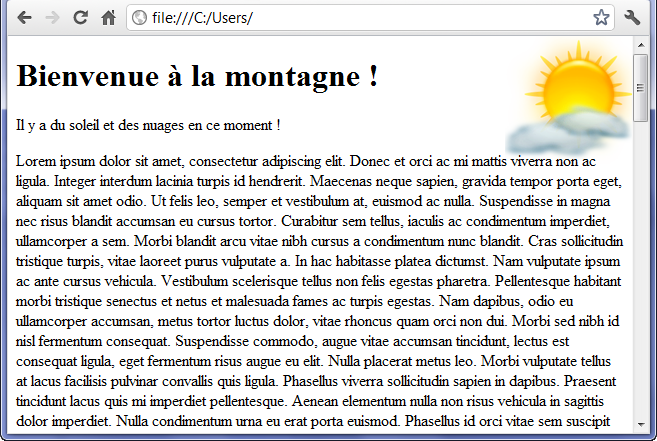 file:///C:/Users/
Bienvenue à la montagne !
Il y a du soleil et des nuages en ce moment !
Lorem ipsum dolor sit amet, consectetur adipiscing elit. Donec et orci ac mi mattis viverra non ac
ligula. Integer interdum lacinia turpis id hendrerit. Maecenas neque sapien, gravida tempor porta eget,
aliquam sit amet odio. Ut felis leo, semper et vestibulum at, euismod ac nulla. Suspendisse in magna
nec risus blandit accumsan eu cursus tortor. Curabitur sem tellus, iaculis ac condimentum imperdiet,
ullamcorper a sem. Morbi blandit arcu vitae nibh cursus a condimentum nunc blandit. Cras sollicitudin
tristique turpis, vitae laoreet purus vulputate a. In hac habitasse platea dictumst. Nam vulputate ipsum
ac ante cursus vehicula. Vestibulum scelerisque tellus non felis egestas pharetra. Pellentesque habitant
morbi tristique senectus et netus et malesuada fames ac turpis egestas. Nam dapibus, odio eu
ullamcorper accumsan, metus tortor luctus dolor, vitae rhoncus quam orci non dui. Morbi sed nibh id
nisl fermentum consequat. Suspendisse commodo, augue vitae accumsan tincidunt, lectus est
consequat ligula, eget fermentum risus augue eu elit. Nulla placerat metus leo. Morbi vulputate tellus
at lacus facilisis pulvinar convallis quis ligula. Phasellus viverra sollicitudin sapien in dapibus. Praesent
tincidunt lacus quis mi imperdiet pellentesque. Aenean elementum nulla non risus vehicula in sagittis
dolor imperdiet. Nulla condimentum urna eu erat porta euismod. Phasellus id orci vitae sem suscipit